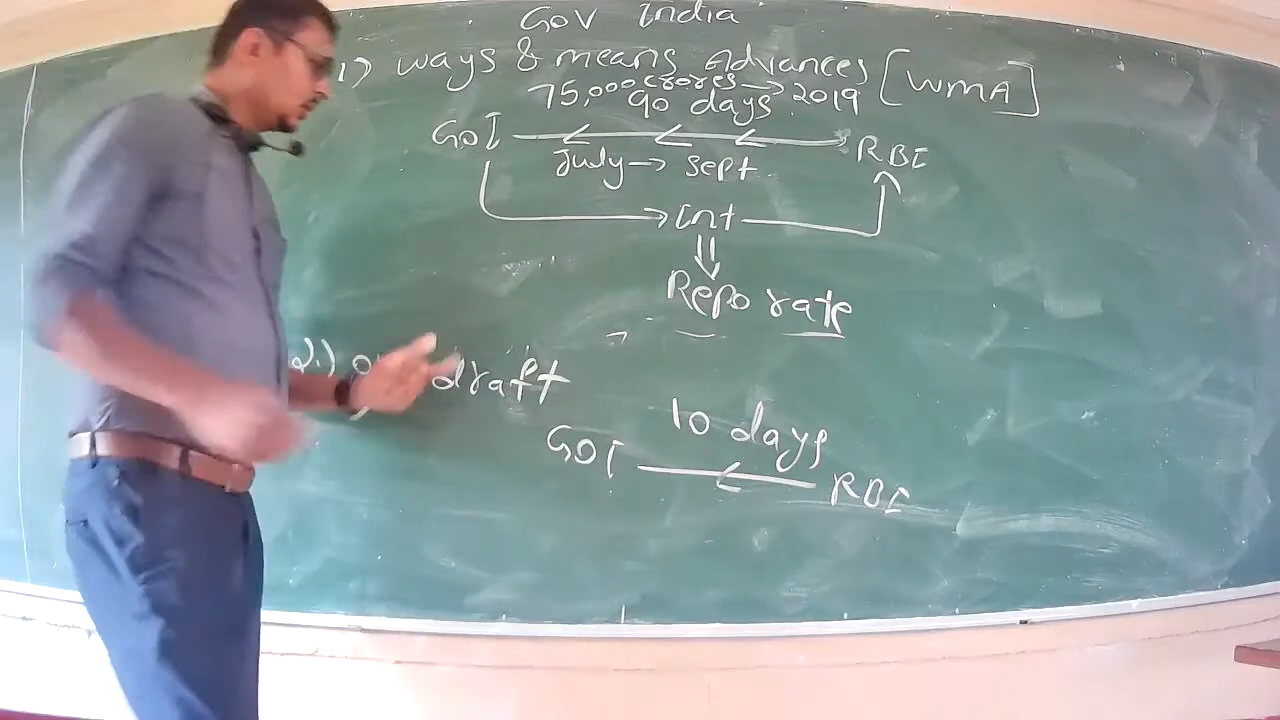 Gov India
1) ways & means Advances [WMA]
75,000 crores → 2019
90 days
GOI RBI
July → Sept
Int
Repo rate
2.) draft
10 days
GOI RBI